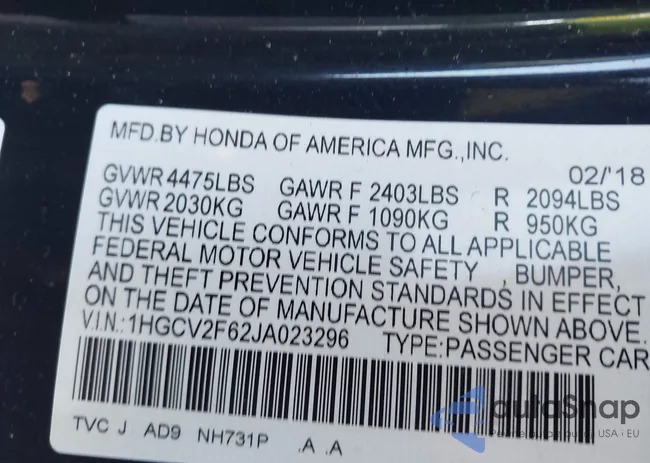 MFD.BY HONDA OF AMERICA MFG.,INC.
02/'18
GVWR 4475LBS GAWR F 2403LBS R 2094LBS
GVWR 2030KG GAWR F 1090KG R 950KG
THIS VEHICLE CONFORMS TO ALL APPLICABLE
FEDERAL MOTOR VEHICLE SAFETY , BUMPER,
AND THEFT PREVENTION STANDARDS IN EFFECT
ON THE DATE OF MANUFACTURE SHOWN ABOVE.
V.I.N.:1HGCV2F62JA023296 TYPE:PASSENGER CAR
TVC J AD9 NH731P .A .A
autoSnap
USA · EU